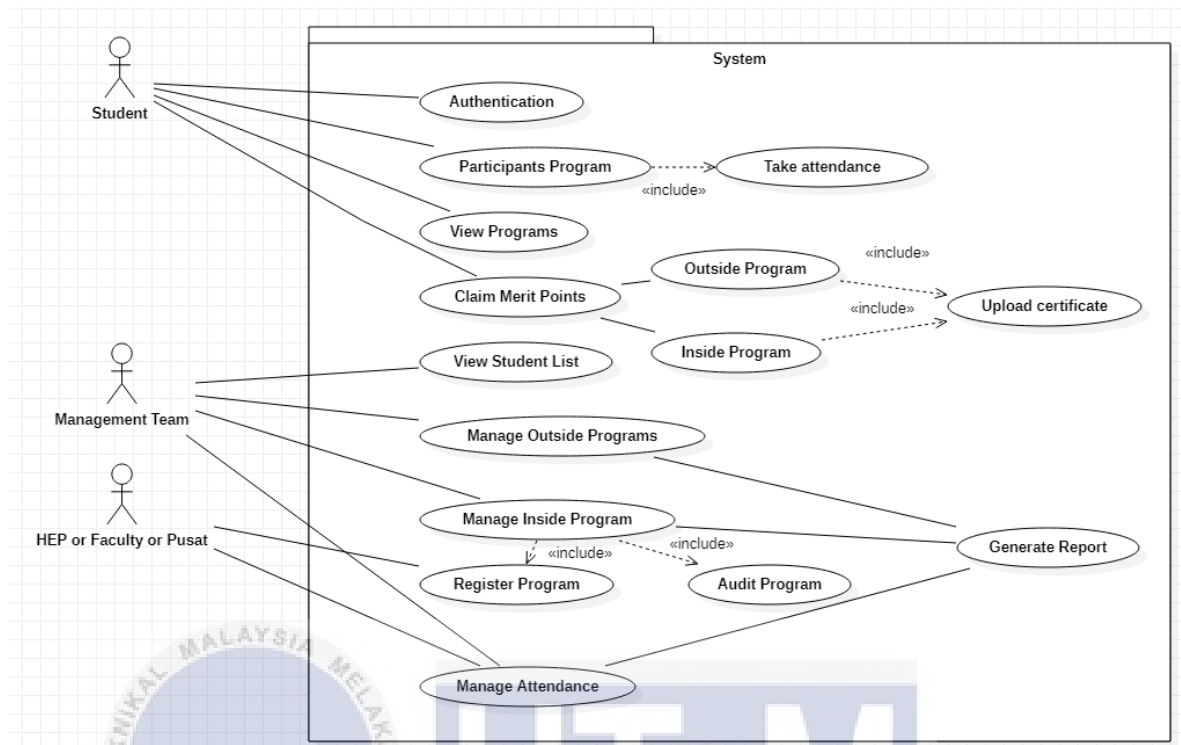 System
Student
Authentication
Participants Program
«include»
Take attendance
View Programs
Claim Merit Points
Outside Program
«include»
Inside Program
«include»
Upload certificate
Management Team
View Student List
Manage Outside Programs
HEP or Faculty or Pusat
Manage Inside Program
«include»
«include»
Generate Report
Register Program
Audit Program
Manage Attendance
MALAYSIA